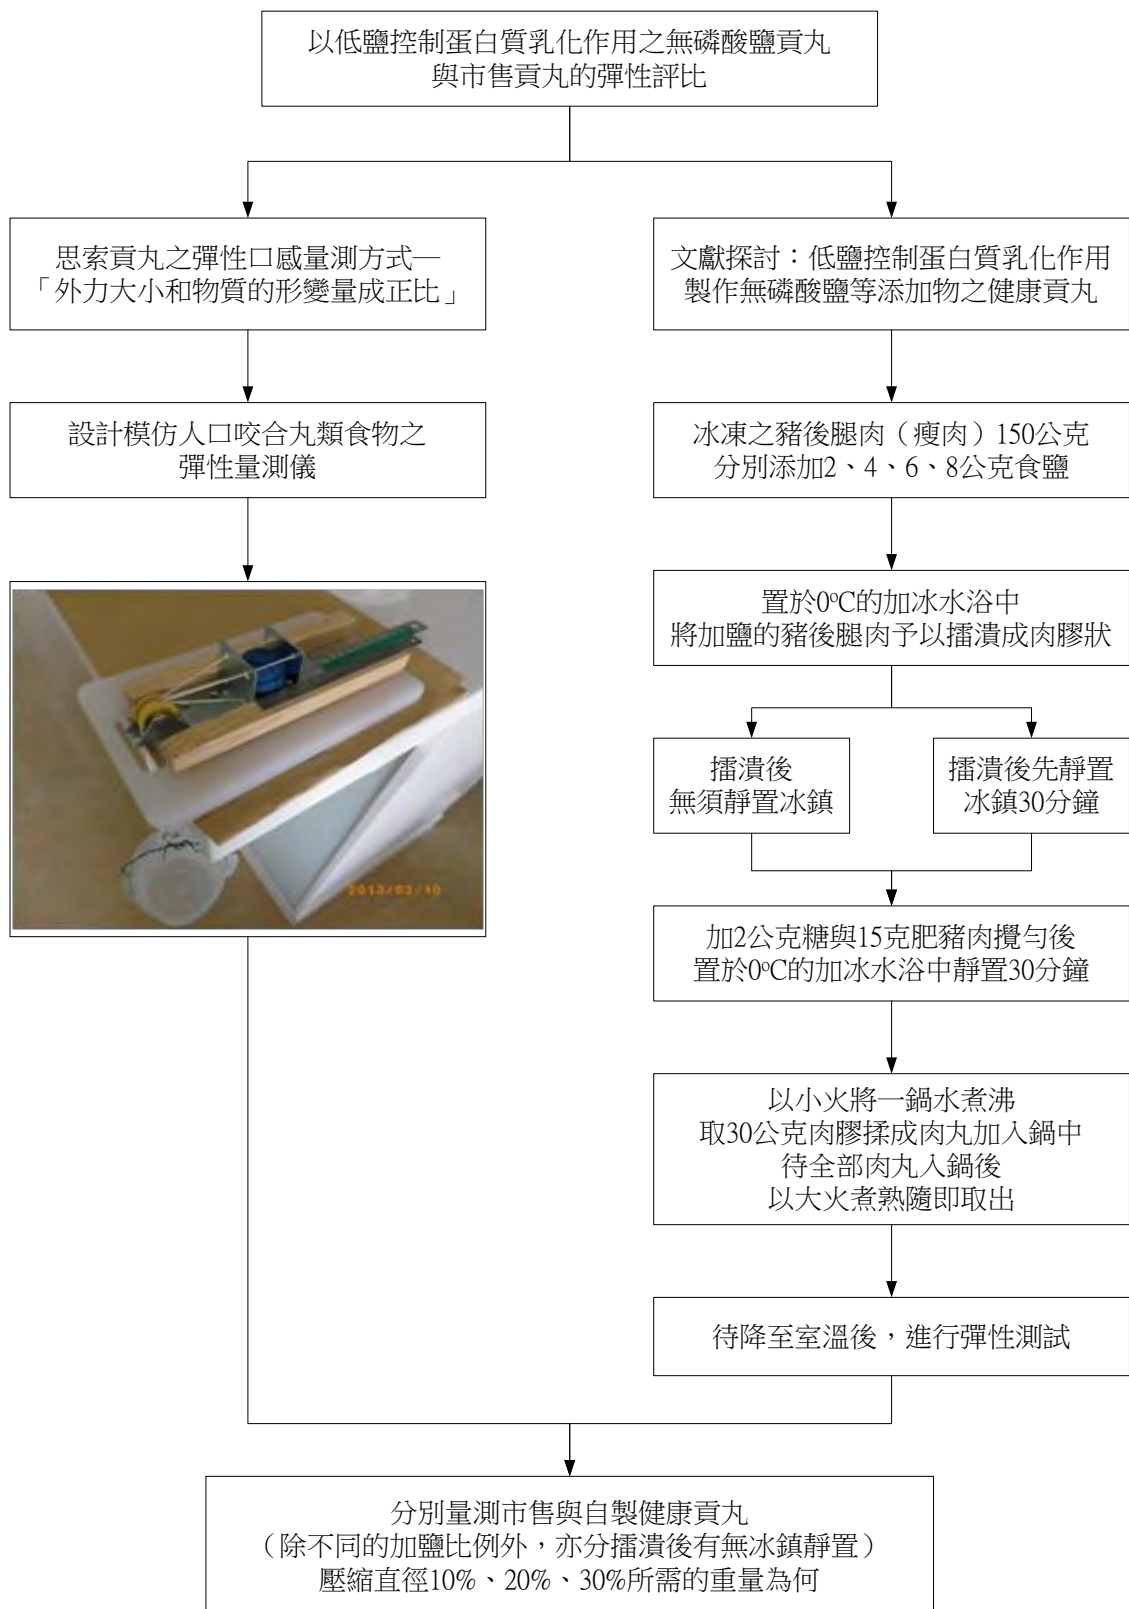 以低鹽控制蛋白質乳化作用之無磷酸鹽貢丸
與市售貢丸的彈性評比
思索貢丸之彈性口感量測方式—
「外力大小和物質的形變量成正比」
設計模仿人口咬合丸類食物之
彈性量測儀
2013/03/10
文獻探討：低鹽控制蛋白質乳化作用
製作無磷酸鹽等添加物之健康貢丸
冰凍之豬後腿肉（瘦肉）150公克
分別添加2、4、6、8公克食鹽
置於0°C的加冰水浴中
將加鹽的豬後腿肉予以擂潰成肉膠狀
擂潰後
無須靜置冰鎮
擂潰後先靜置
冰鎮30分鐘
加2公克糖與15克肥豬肉攪勻後
置於0°C的加冰水浴中靜置30分鐘
以小火將一鍋水煮沸
取30公克肉膠揉成肉丸加入鍋中
待全部肉丸入鍋後
以大火煮熟隨即取出
待降至室溫後，進行彈性測試
分別量測市售與自製健康貢丸
（除不同的加鹽比例外，亦分擂潰後有無冰鎮靜置）
壓縮直徑10%、20%、30%所需的重量為何